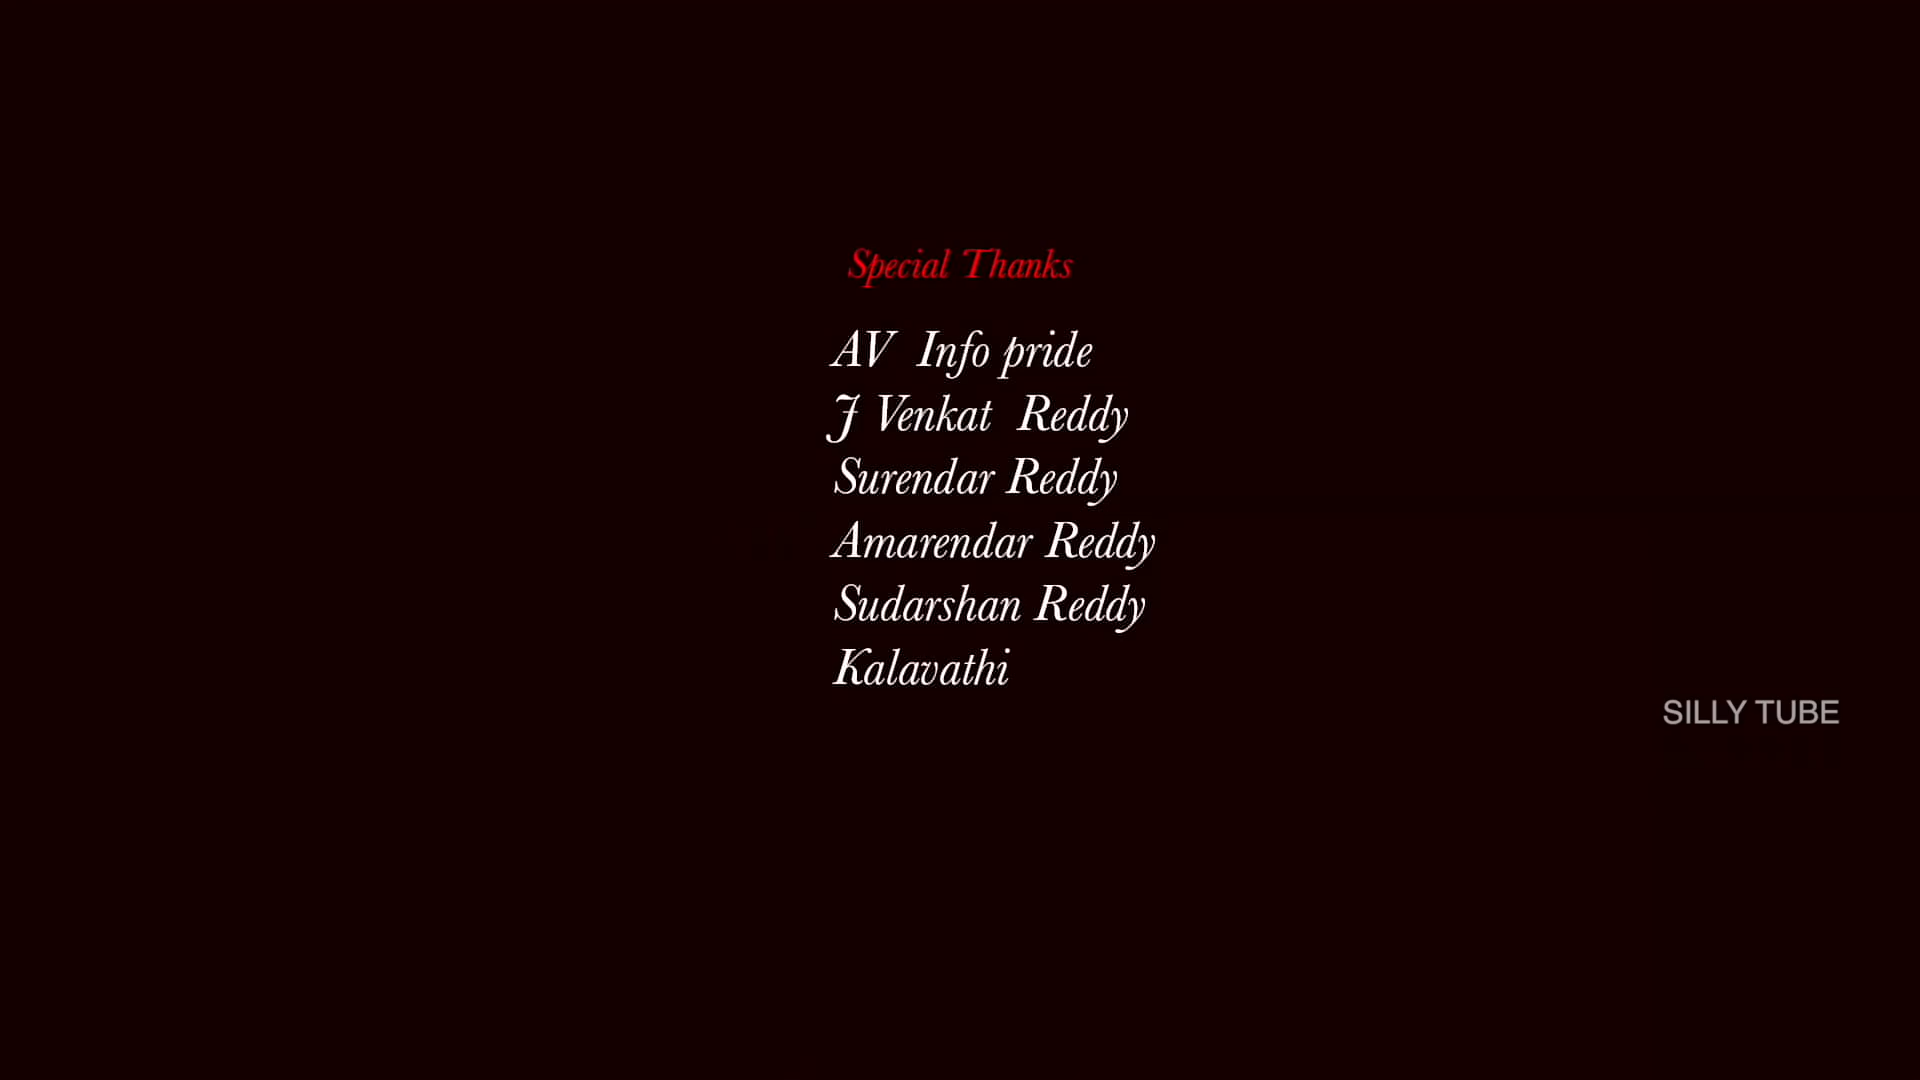 Special Thanks
AV Info pride
J Venkat Reddy
Surendar Reddy
Amarendar Reddy
Sudarshan Reddy
Kalavathi
SILLY TUBE